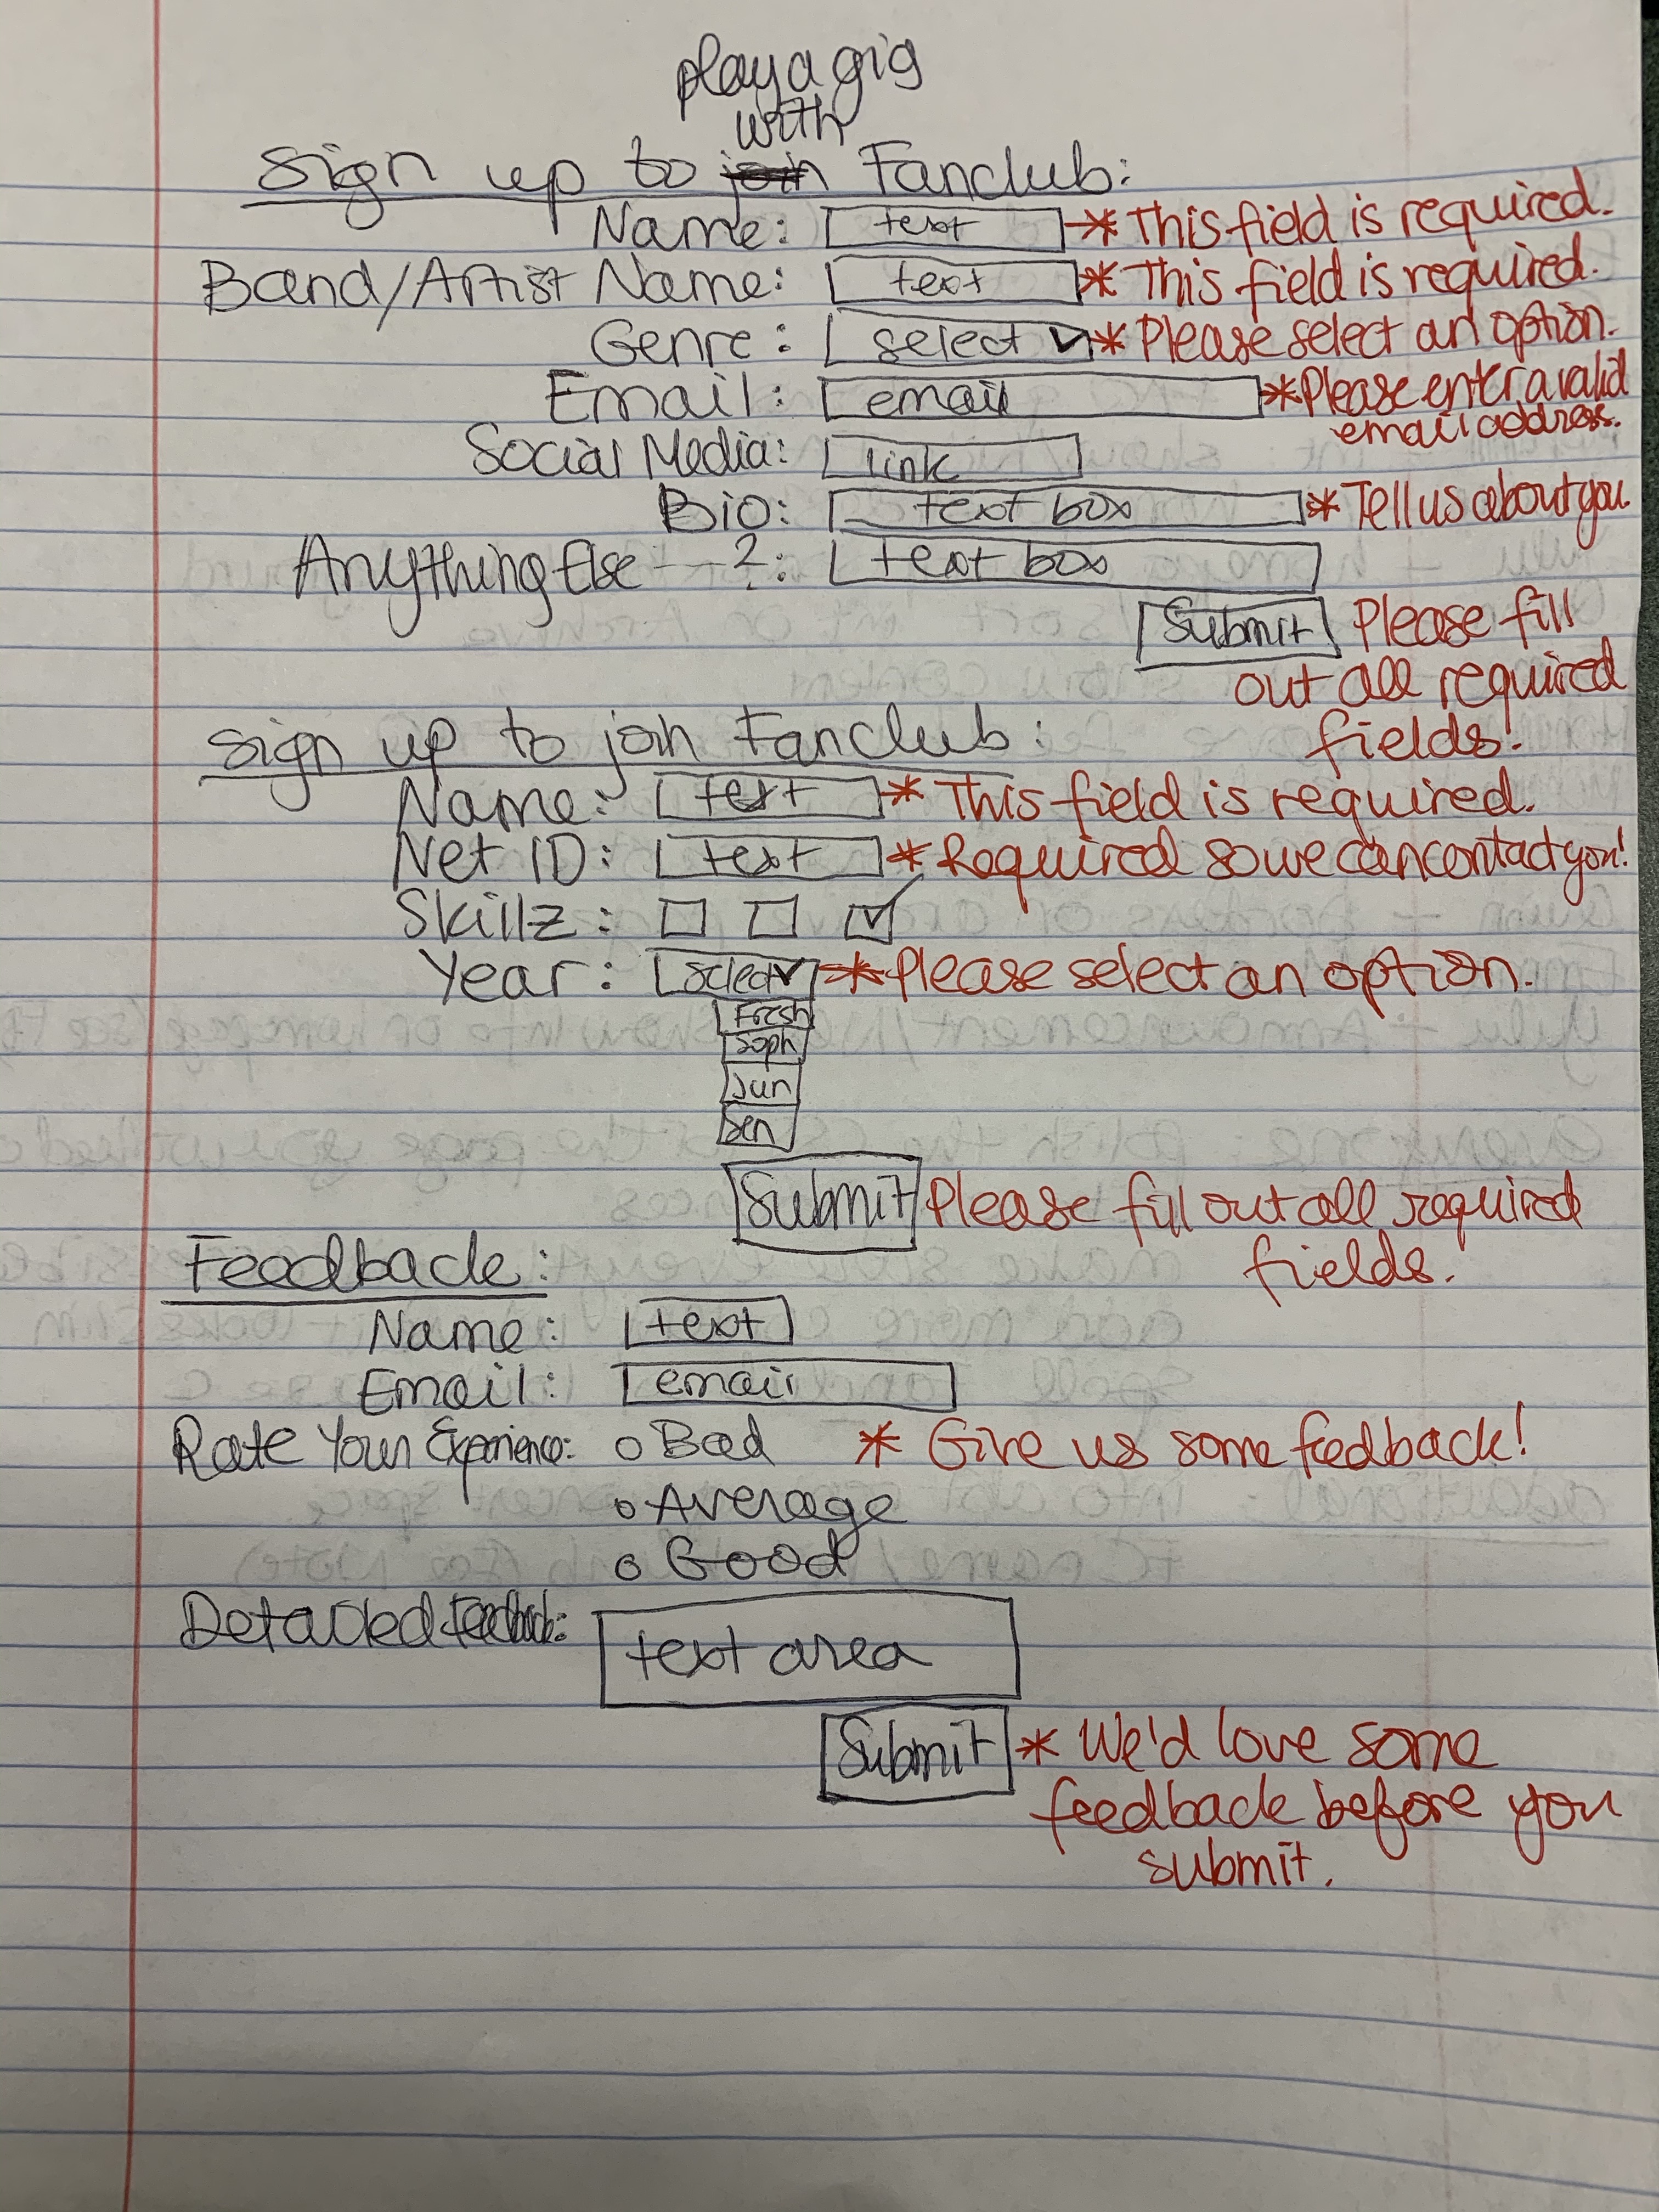 play a gig
with
Sign up to join Fanclub:
Name: text * This field is required.
Band/Artist Name: text * This field is required.
Genre: select * Please select an option.
Email: email * Please enter a valid
email address.
Social Media: link
Bio: text box * Tell us about you
Anything Else ---?: text box
Submit Please fill
out all required
fields!
Sign up to join Fanclub:
Name: text * This field is required.
Net ID: text * Required so we can contact you!
Skillz:
Year: select * Please select an option.
Fresh
Soph
Jun
Sen
Submit Please fill out all required
fields.
Feedback:
Name: text
Email: email
Rate Your Experience: Bad * Give us some feedback!
Average
Good
Detailed Feedback: text area
Submit * We'd love some
feedback before you
submit.